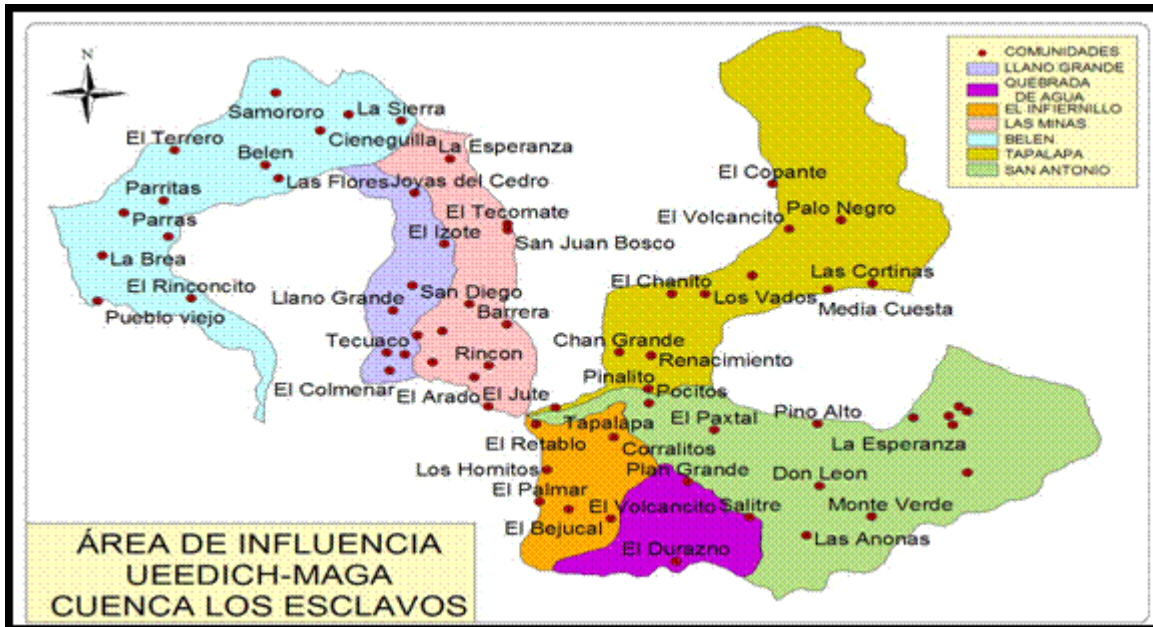 N
COMUNIDADES
LLANO GRANDE
QUEBRADA
DE AGUA
EL INFIERNILLO
LAS MINAS
BELEN
TAPALAPA
SAN ANTONIO
Samororo
La Sierra
El Terrero
Cieneguilla
La Esperanza
Belen
Las Flores
Joyas del Cedro
Parritas
Parras
El Tecomate
El Izote
San Juan Bosco
La Brea
El Rinconcito
Pueblo viejo
Llano Grande
San Diego
Barrera
Tecuaco
Rincon
El Colmenar
El Arado
El Jute
El Copante
El Volcancito
Palo Negro
El Chanito
Los Vados
Las Cortinas
Media Cuesta
Chan Grande
Renacimiento
Pinalito
Pocitos
Tapalapa
El Paxtal
Pino Alto
El Retablo
Corralitos
La Esperanza
Los Hornitos
Plan Grande
Don Leon
El Palmar
El Volcancito
Salitre
Monte Verde
El Bejucal
El Durazno
Las Anonas
ÁREA DE INFLUENCIA
UEEDICH-MAGA
CUENCA LOS ESCLAVOS